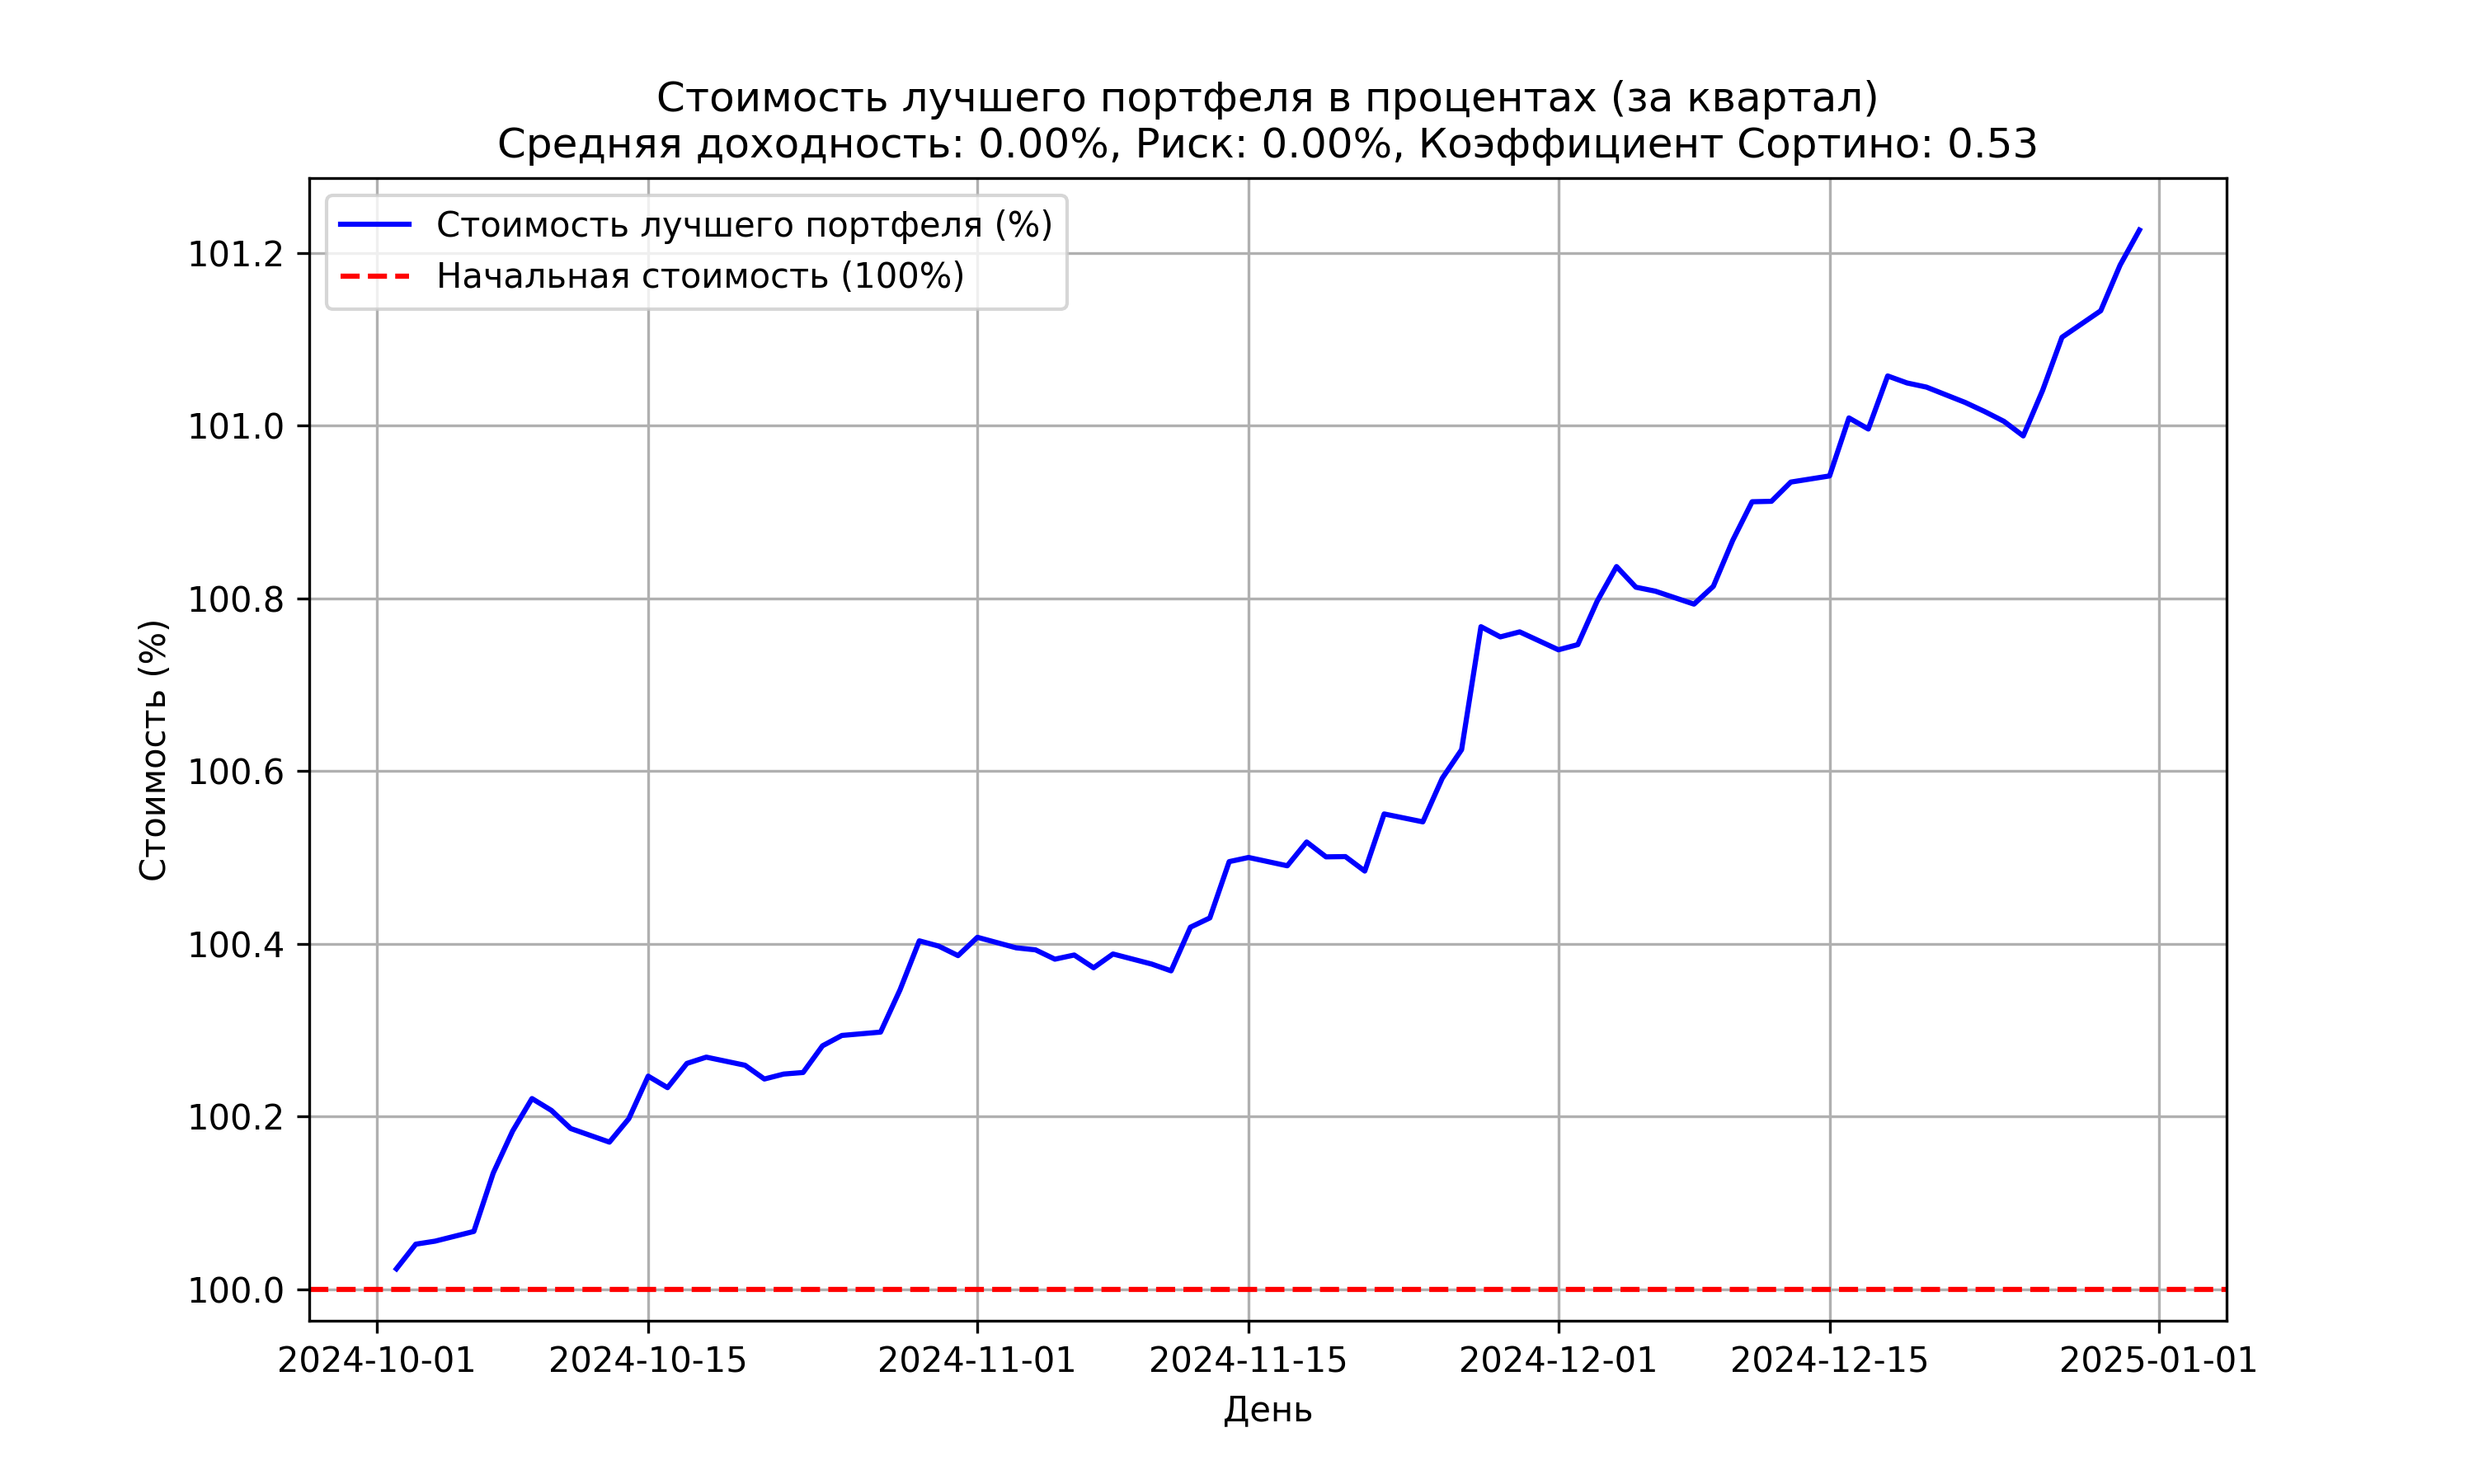 Стоимость лучшего портфеля в процентах (за квартал)
Средняя доходность: 0.00%, Риск: 0.00%, Коэффициент Сортино: 0.53
Стоимость лучшего портфеля (%)
Начальная стоимость (100%)
Стоимость (%)
101.2
101.0
100.8
100.6
100.4
100.2
100.0
2024-10-01 2024-10-15 2024-11-01 2024-11-15 2024-12-01 2024-12-15 2025-01-01
День